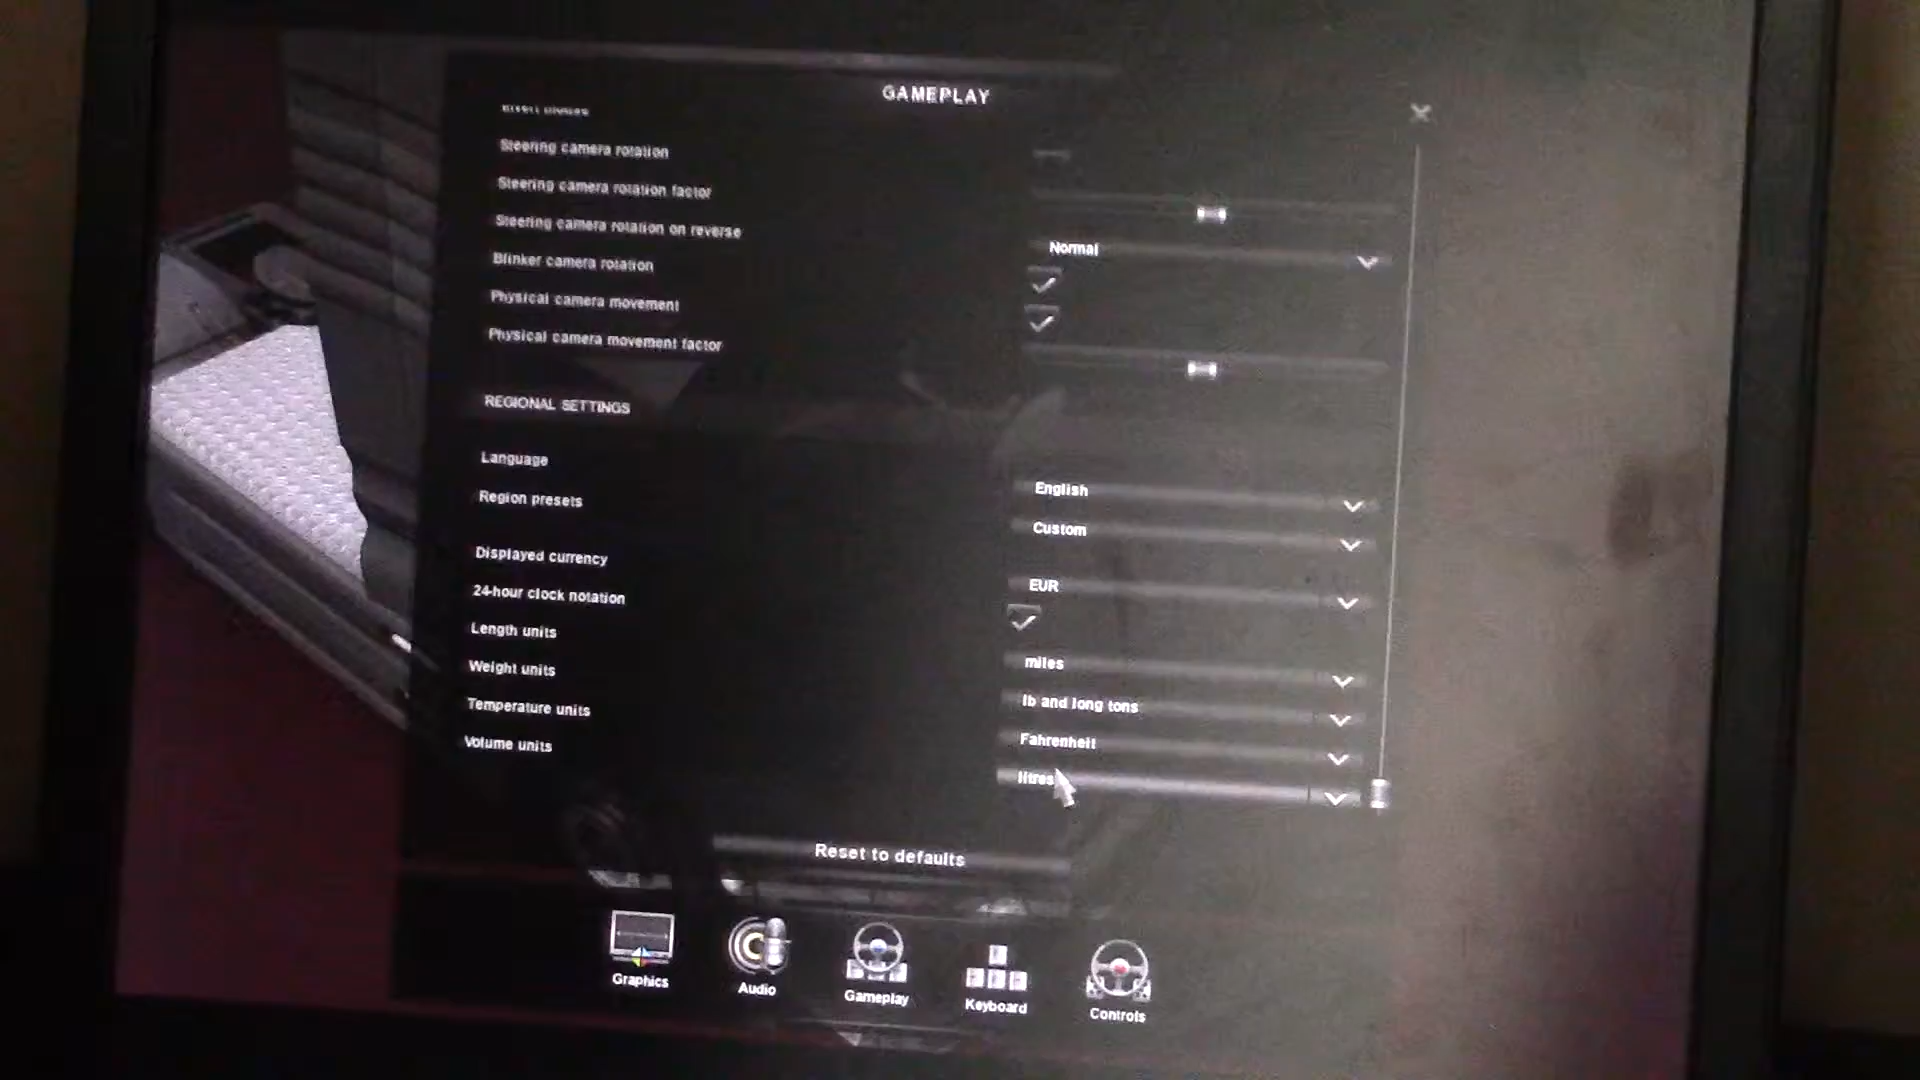 GAMEPLAY
Steering camera rotation
Steering camera rotation factor
Steering camera rotation on reverse
Normal
Blinker camera rotation
Physical camera movement
Physical camera movement factor
REGIONAL SETTINGS
Language
English
Region presets
Custom
Displayed currency
EUR
24-hour clock notation
Length units
miles
Weight units
lb and long tons
Temperature units
Fahrenheit
Volume units
litres
Reset to defaults
Graphics
Audio
Gameplay
Keyboard
Controls